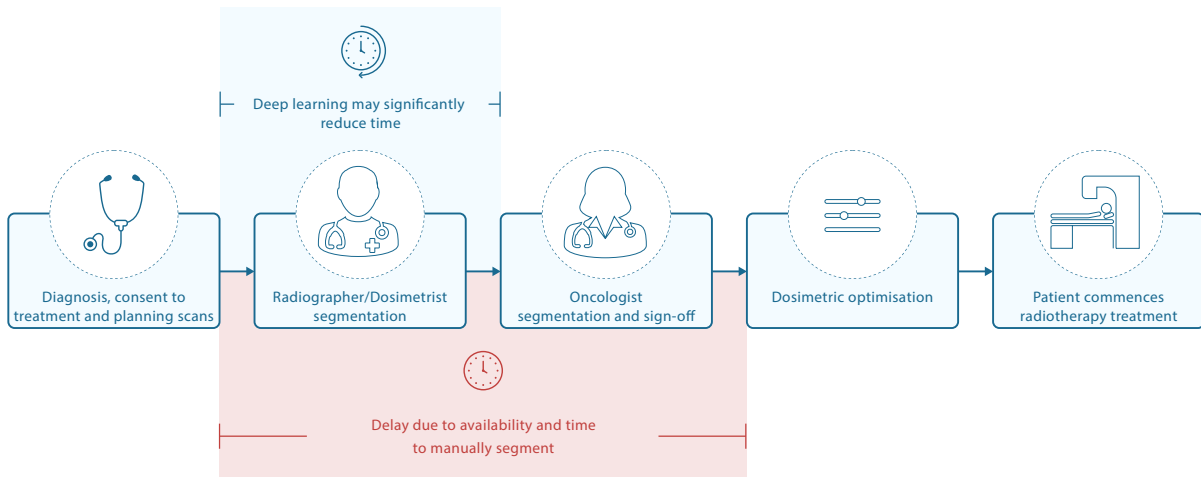 Deep learning may significantly
reduce time
Diagnosis, consent to
treatment and planning scans
Radiographer/Dosimetrist
segmentation
Oncologist
segmentation and sign-off
Dosimetric optimisation
Patient commences
radiotherapy treatment
Delay due to availability and time
to manually segment